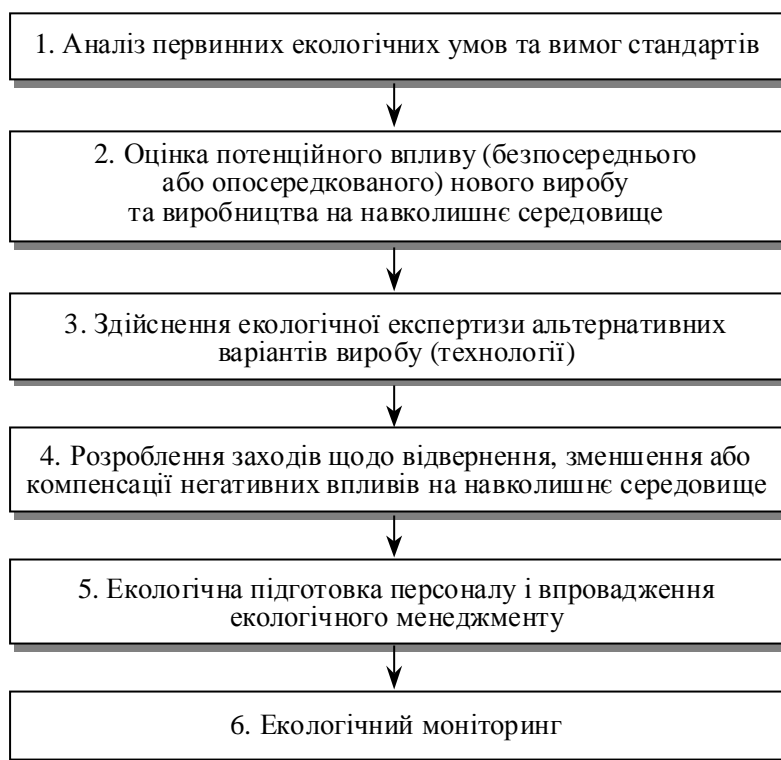 1. Аналіз первинних екологічних умов та вимог стандартів
2. Оцінка потенційного впливу (безпосереднього
або опосередкованого) нового виробу
та виробництва на навколишнє середовище
3. Здійснення екологічної експертизи альтернативних
варіантів виробу (технології)
4. Розроблення заходів щодо відвернення, зменшення або
компенсації негативних впливів на навколишнє середовище
5. Екологічна підготовка персоналу і впровадження
екологічного менеджменту
6. Екологічний моніторинг